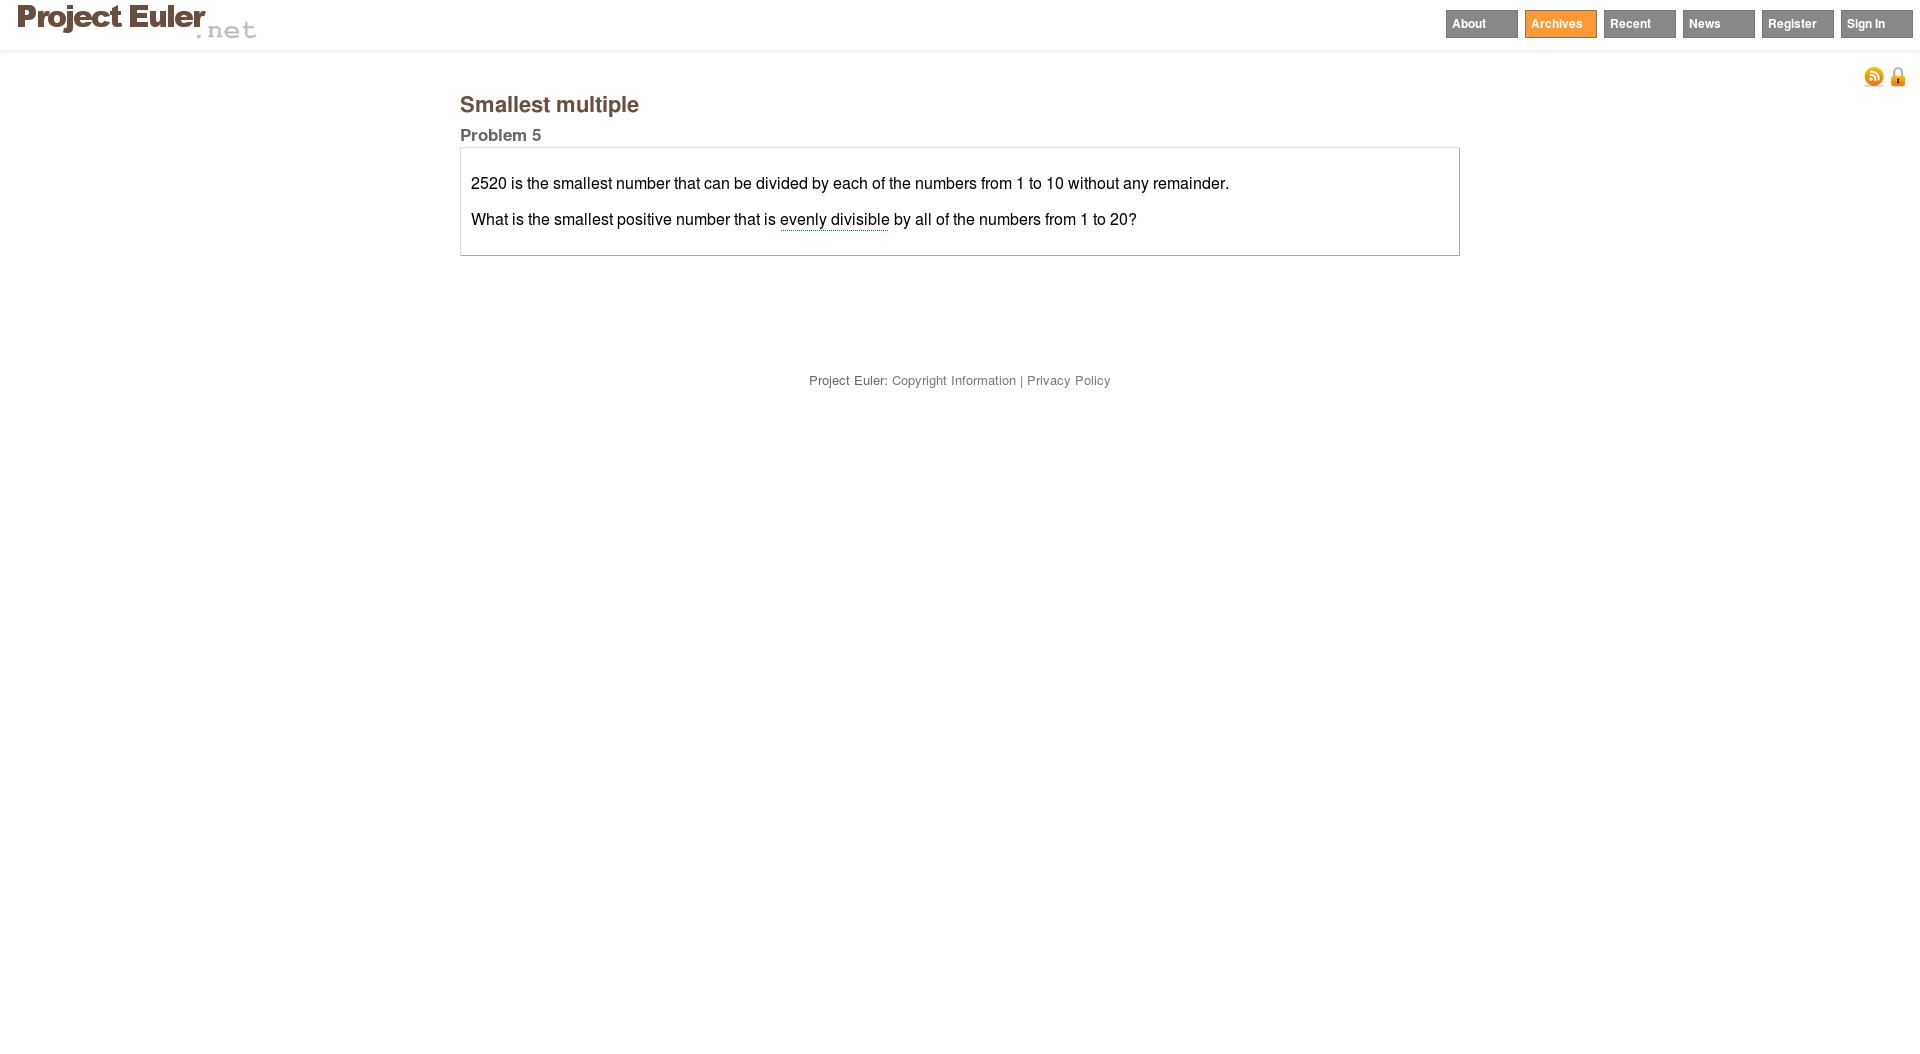 Project Euler.net
About Archives Recent News Register Sign In
Smallest multiple
Problem 5
2520 is the smallest number that can be divided by each of the numbers from 1 to 10 without any remainder.
What is the smallest positive number that is evenly divisible by all of the numbers from 1 to 20?
Project Euler: Copyright Information | Privacy Policy